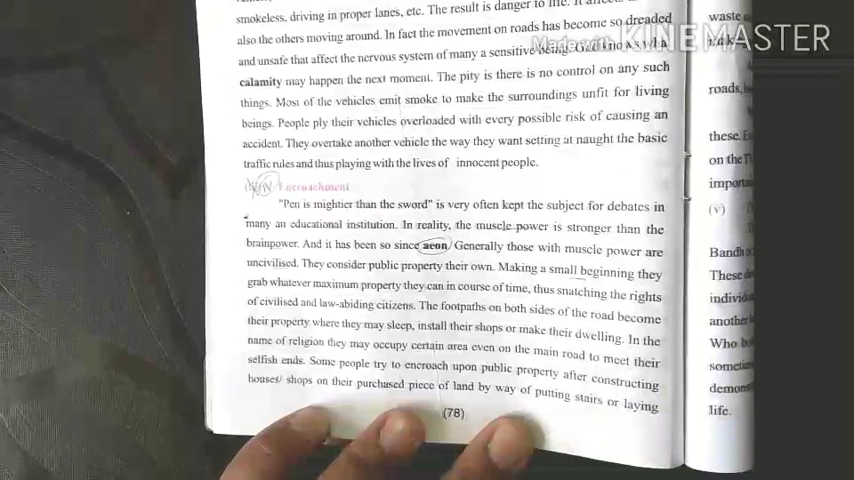 smokeless, driving in proper lanes, etc. The result is danger to life. It
also the others moving around. In fact the movement on roads has become so dreaded
and unsafe that affect the nervous system of many a sensitive being. God knows
calamity may happen the next moment. The pity is there is no control on any such
things. Most of the vehicles emit smoke to make the surroundings unfit for living
beings. People ply their vehicles overloaded with every possible risk of causing an
accident. They overtake another vehicle the way they want setting at naught the basic
traffic rules and thus playing with the lives of innocent people.
Encroachment
"Pen is mightier than the sword" is very often kept the subject for debates in
many an educational institution. In reality, the muscle power is stronger than the
brainpower. And it has been so since aeon. Generally those with muscle power are
uncivilised. They consider public property their own. Making a small beginning they
grab whatever maximum property they can in course of time, thus snatching the rights
of civilised and law-abiding citizens. The footpaths on both sides of the road become
their property where they may sleep, install their shops or make their dwelling. In the
name of religion they may occupy certain area even on the main road to meet their
selfish ends. Some people try to encroach upon public property after constructing
houses/ shops on their purchased piece of land by way of putting stairs or laying
(78)
waste
roads,
these.
on the
(v)
Bandh
These
individ
another
Who
sometim
demons
life.
Made with KINEMASTER